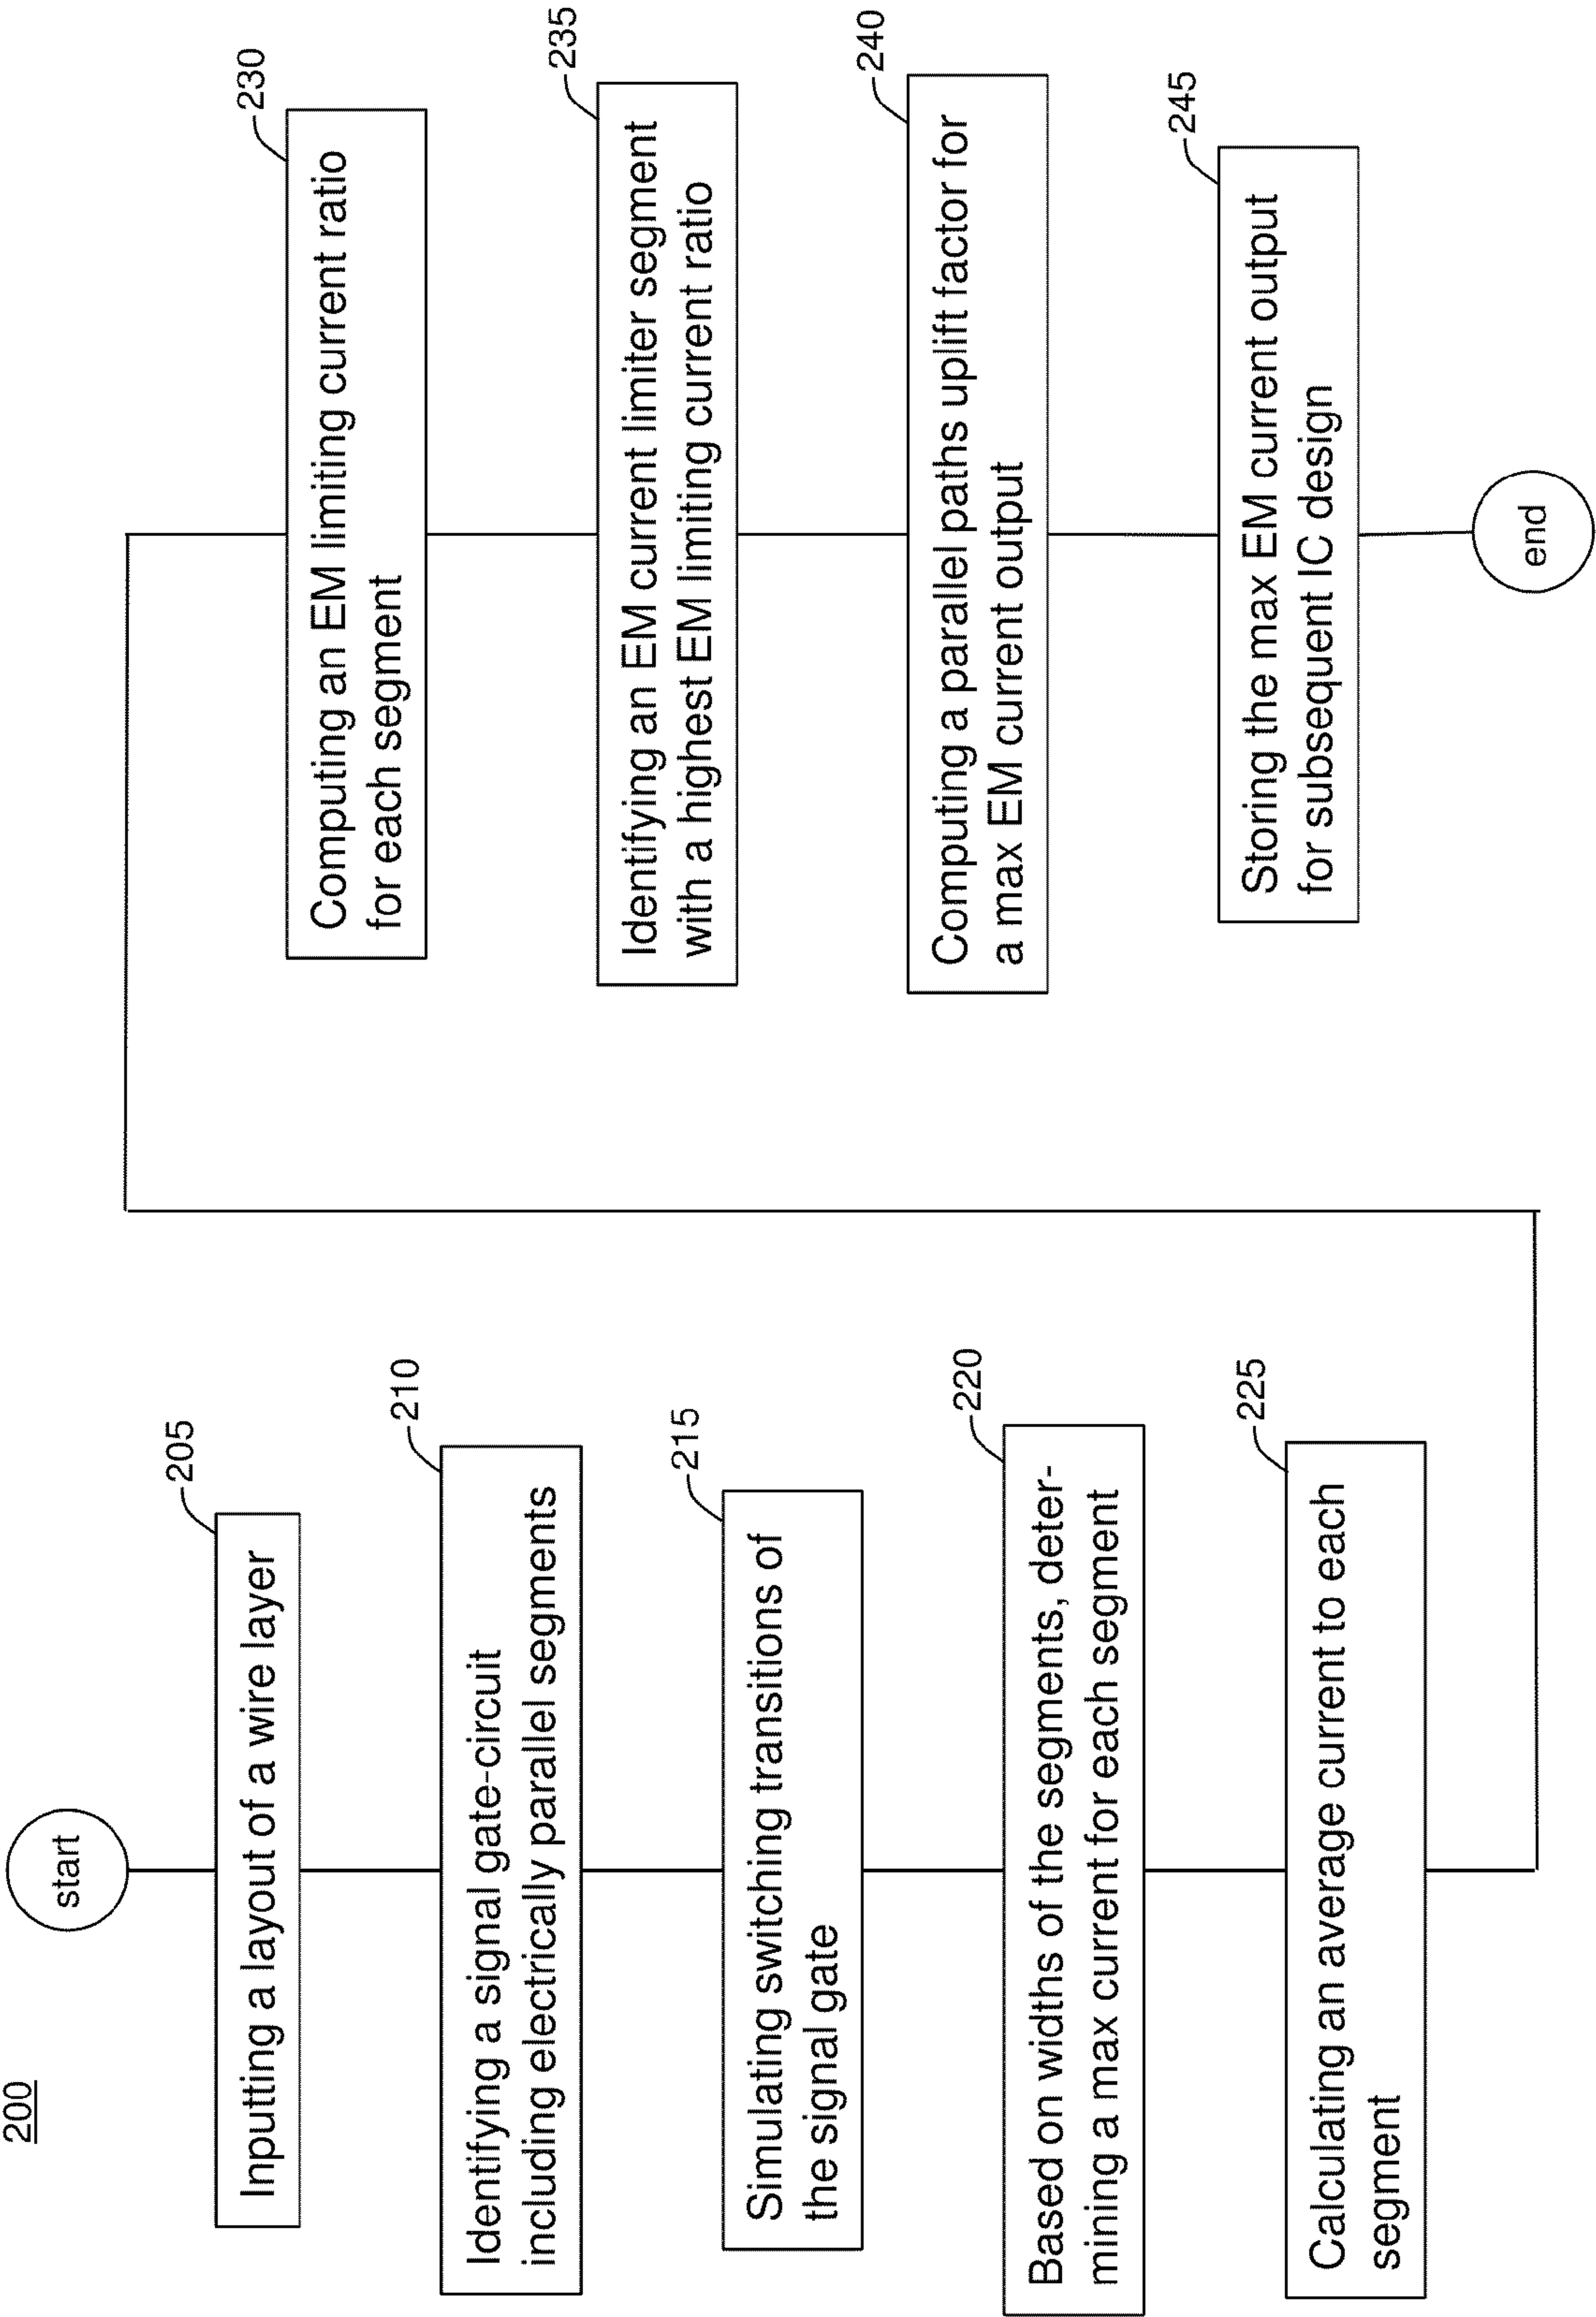 200
start
205
Inputting a layout of a wire layer
210
Identifying a signal gate-circuit
including electrically parallel segments
215
Simulating switching transitions of
the signal gate
220
Based on widths of the segments, deter-
mining a max current for each segment
225
Calculating an average current to each
segment
230
Computing an EM limiting current ratio
for each segment
235
Identifying an EM current limiter segment
with a highest EM limiting current ratio
240
Computing a parallel paths uplift factor for
a max EM current output
245
Storing the max EM current output
for subsequent IC design
end